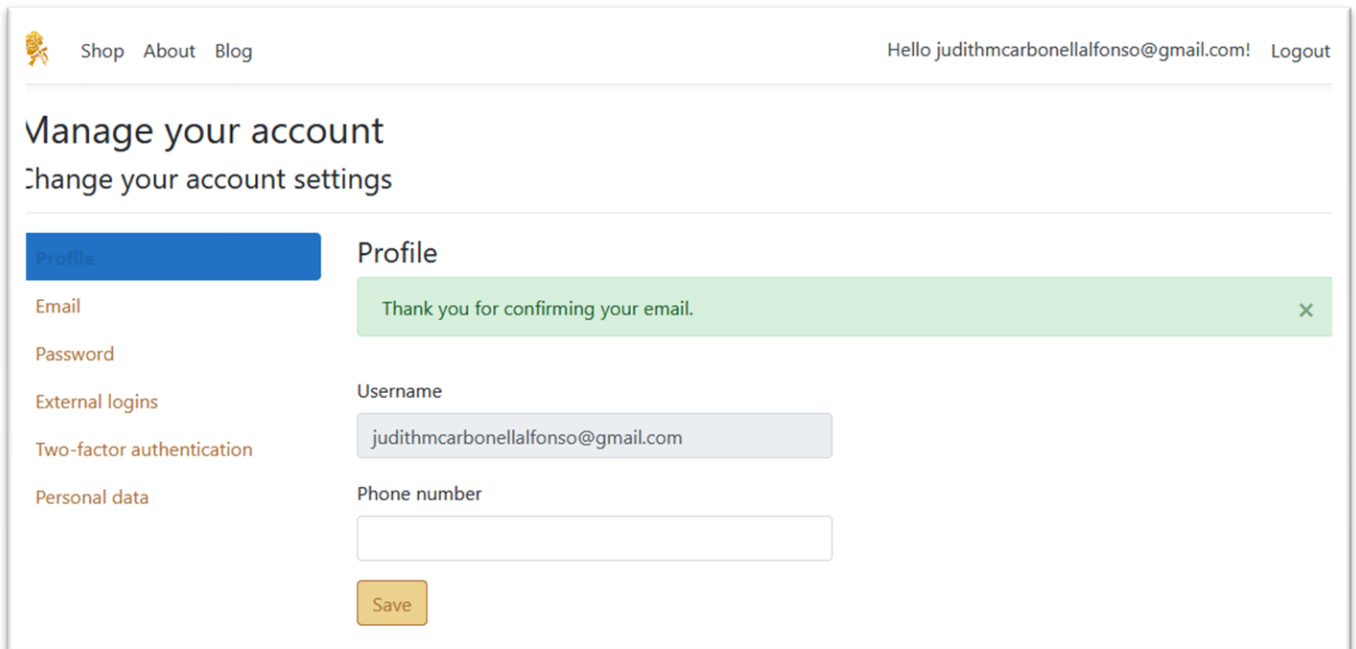 Shop About Blog Hello judithmcarbonellalfonso@gmail.com! Logout
Manage your account
Change your account settings
Profile
Email
Password
External logins
Two-factor authentication
Personal data
Profile
Thank you for confirming your email. ×
Username
judithmcarbonellalfonso@gmail.com
Phone number
Save